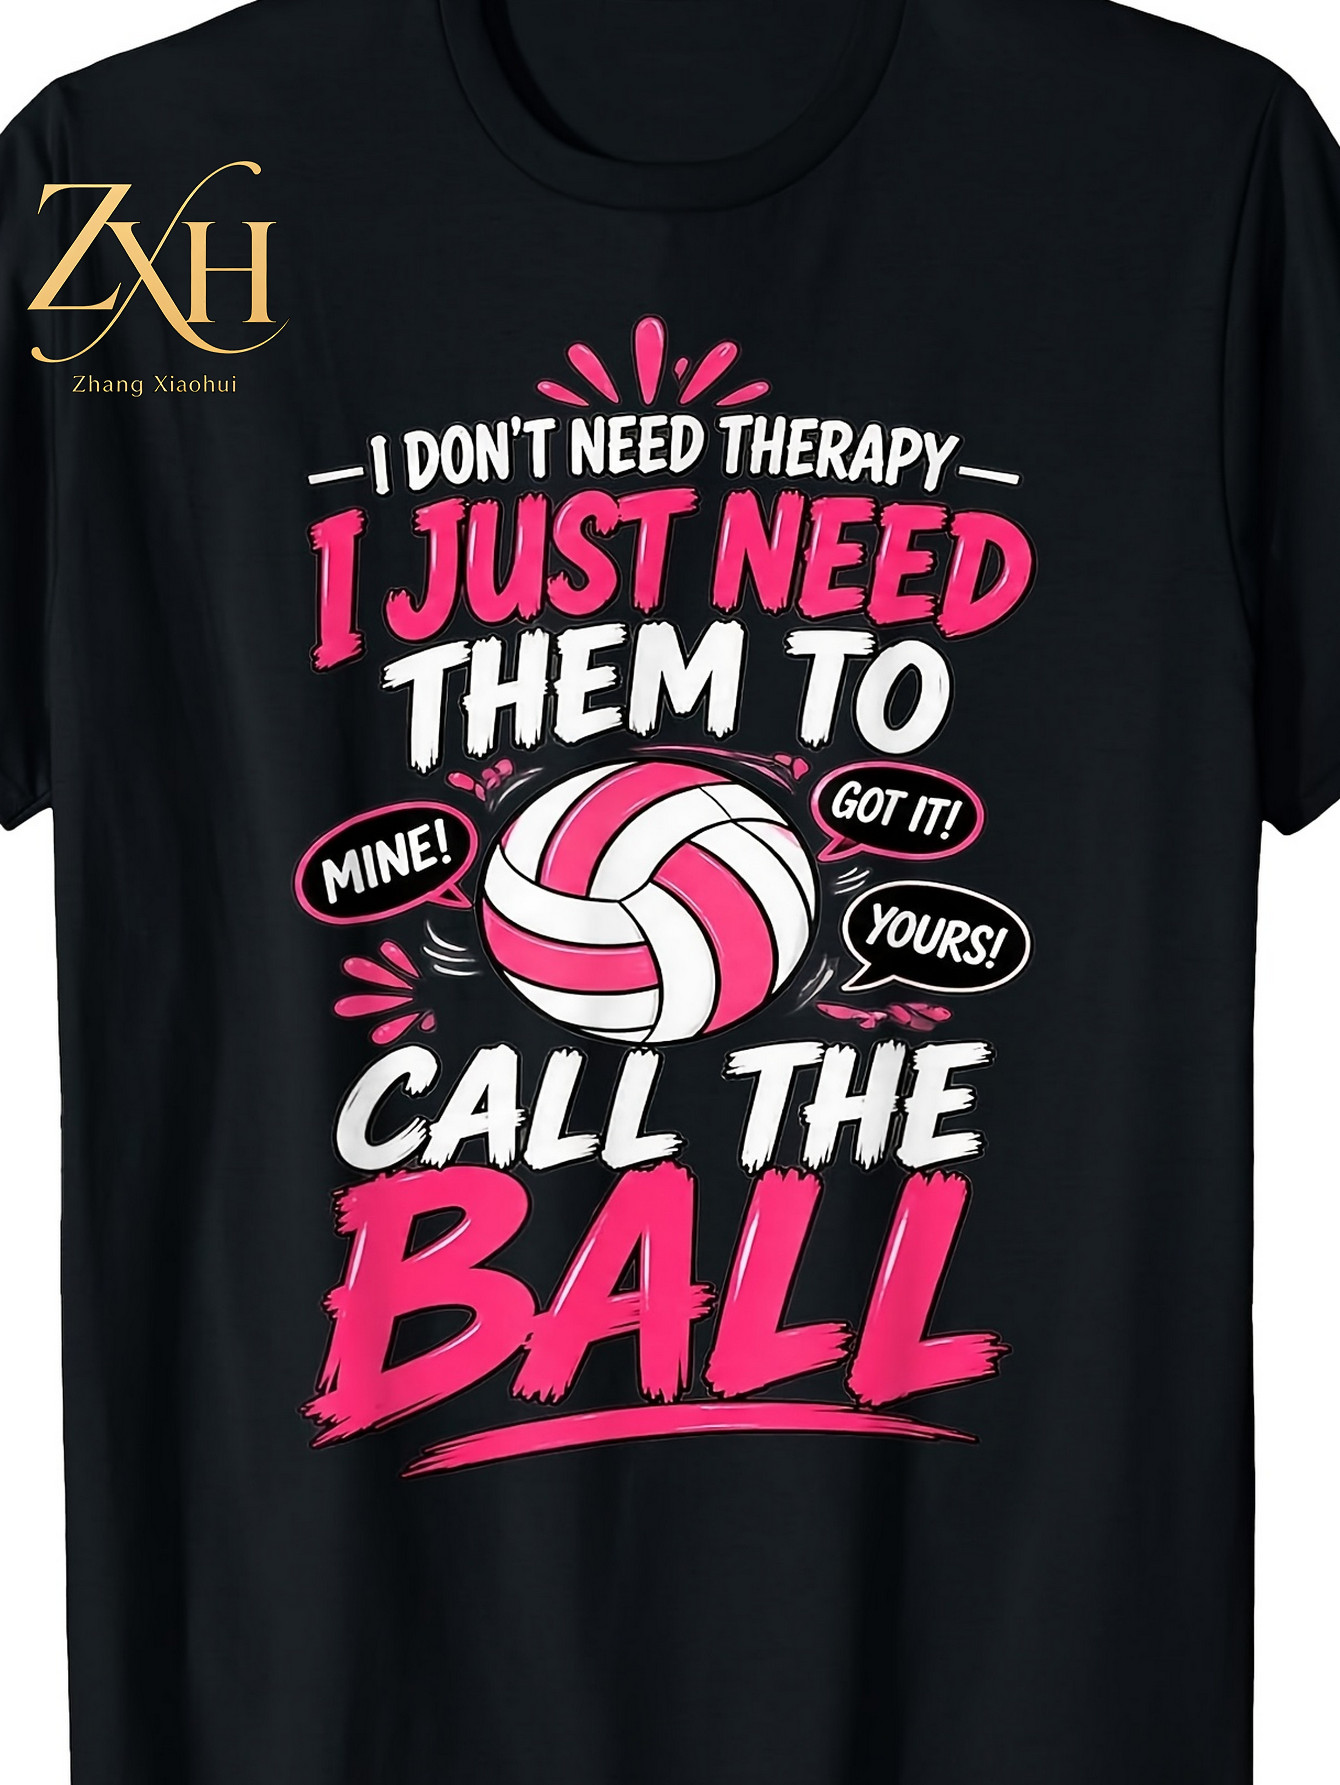 ZXH
Zhang Xiaohui
I DON'T NEED THERAPY
I JUST NEED
THEM TO
MINE!
GOT IT!
YOURS!
CALL THE
BALL